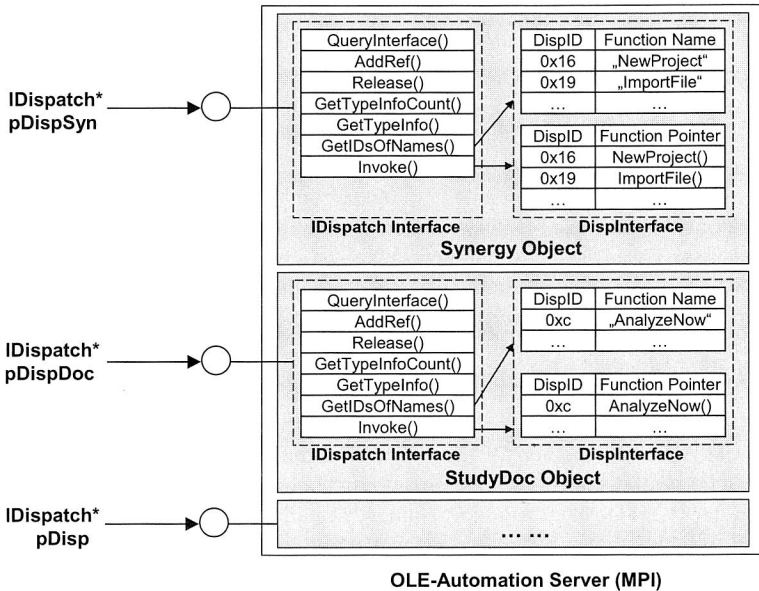 IDispatch*
pDispSyn
QueryInterface()
AddRef()
Release()
GetTypeInfoCount()
GetTypeInfo()
GetIDsOfNames()
Invoke()
IDispatch Interface
DispID Function Name
0x16 „NewProject“
0x19 „ImportFile“
... ...
DispID Function Pointer
0x16 NewProject()
0x19 ImportFile()
... ...
DispInterface
Synergy Object
IDispatch*
pDispDoc
QueryInterface()
AddRef()
Release()
GetTypeInfoCount()
GetTypeInfo()
GetIDsOfNames()
Invoke()
IDispatch Interface
DispID Function Name
0xc „AnalyzeNow“
... ...
DispID Function Pointer
0xc AnalyzeNow()
... ...
DispInterface
StudyDoc Object
IDispatch*
pDisp
... ...
OLE-Automation Server (MPI)